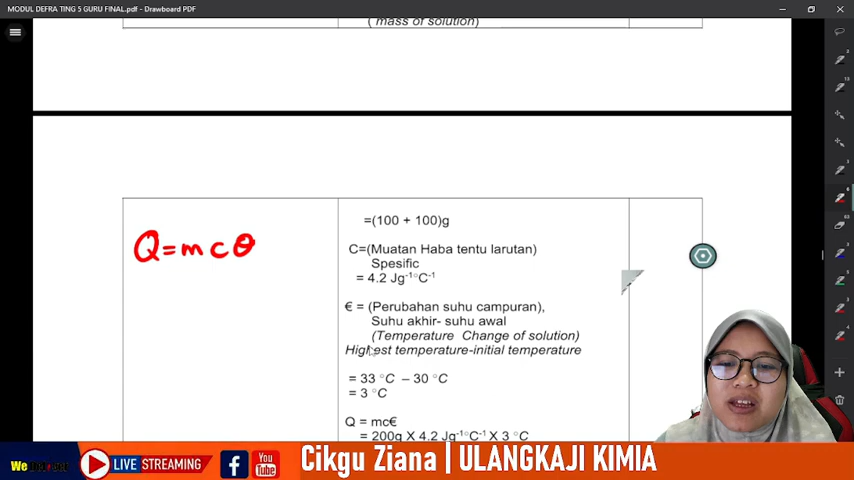 MODUL DEFRA TING 5 GURU FINAL.pdf - Drawboard PDF
( mass of solution)
=(100 + 100)g
Q = m c θ
C=(Muatan Haba tentu larutan)
Spesific
= 4.2 Jg⁻¹°C⁻¹
€ = (Perubahan suhu campuran),
Suhu akhir- suhu awal
(Temperature Change of solution)
Highest temperature-initial temperature
= 33 °C – 30 °C
= 3 °C
Q = mc€
= 200g X 4.2 Jg⁻¹°C⁻¹ X 3 °C
LIVE STREAMING
You
Tube
Cikgu Ziana | ULANGKAJI KIMIA